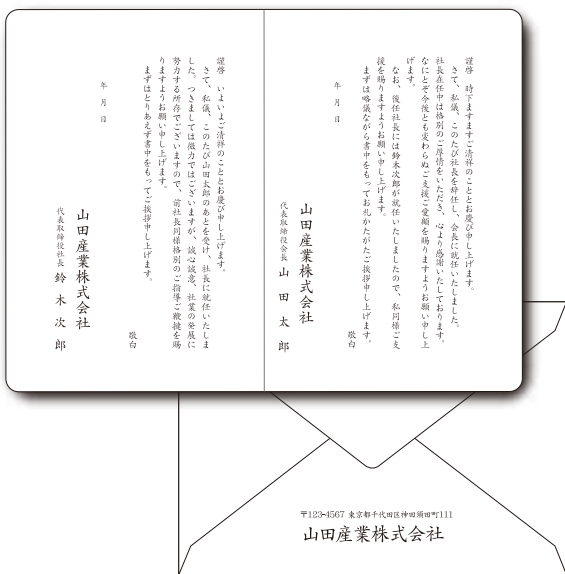 謹啓　時下ますますご清祥のこととお慶び申し上げます。
さて、私儀、このたび社長を辞任し、会長に就任いたしました。
社長在任中は格別のご厚情をいただき、心より感謝いたしております。
なにとぞ今後とも変わらぬご支援ご愛顧を賜りますようお願い申し上
げます。
なお、後任社長には鈴木次郎が就任いたしましたので、私同様ご支
援を賜りますようお願い申し上げます。
まずは略儀ながら書中をもってお礼かたがたご挨拶申し上げます。
敬白
年　月　日
山田産業株式会社
代表取締役会長　山田太郎
謹啓　いよいよご清祥のこととお慶び申し上げます。
さて、私儀、このたび山田太郎のあとを受け、社長に就任いたしま
した。つきましては微力ではございますが、誠心誠意、社業の発展に
努力する所存でございますので、前社長同様格別のご指導ご鞭撻を賜
りますようお願い申し上げます。
まずはとりあえず書中をもってご挨拶申し上げます。
敬白
年　月　日
山田産業株式会社
代表取締役社長　鈴木次郎
〒123-4567 東京都千代田区神田須田町111
山田産業株式会社